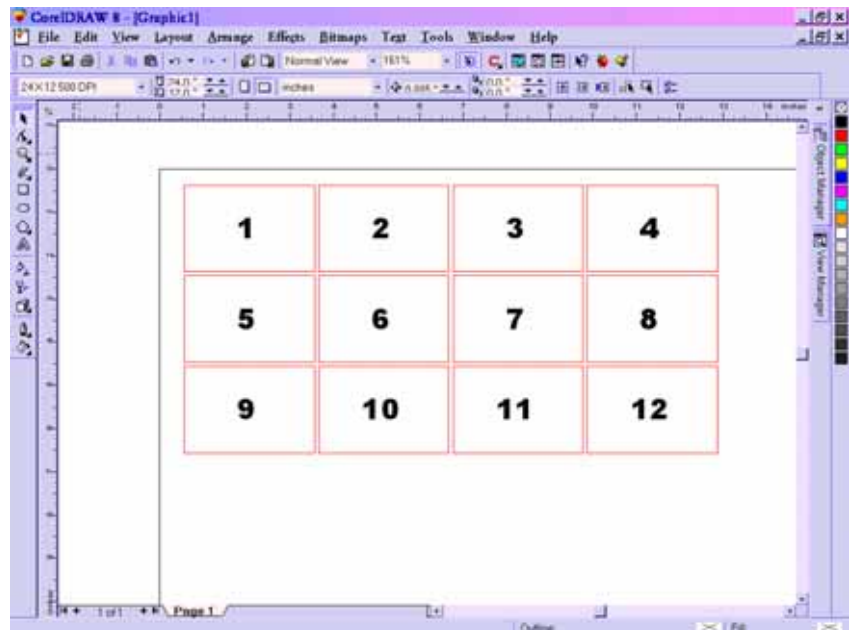 CorelDRAW 8 - [Graphic1]
File Edit View Layout Arrange Effects Bitmaps Text Tools Window Help
Normal View 161%
24X12 500 DPI inches
Object Manager
View Manager
1 2 3 4
5 6 7 8
9 10 11 12
1 of 1 Page 1
Outline Fill